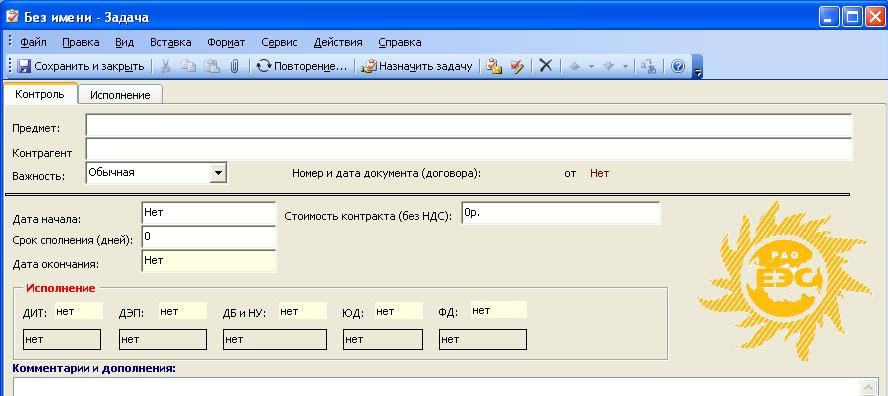 Без имени - Задача
Файл Правка Вид Вставка Формат Сервис Действия Справка
Сохранить и закрыть Повторение... Назначить задачу
Контроль Исполнение
Предмет:
Контрагент
Важность: Обычная Номер и дата документа (договора): от Нет
Дата начала: Нет Стоимость контракта (без НДС): 0р.
Срок сполнения (дней): 0
Дата окончания: Нет
РАО
ЕЭС
Исполнение
ДИТ: нет ДЭП: нет ДБ и НУ: нет ЮД: нет ФД: нет
нет нет нет нет нет
Комментарии и дополнения: